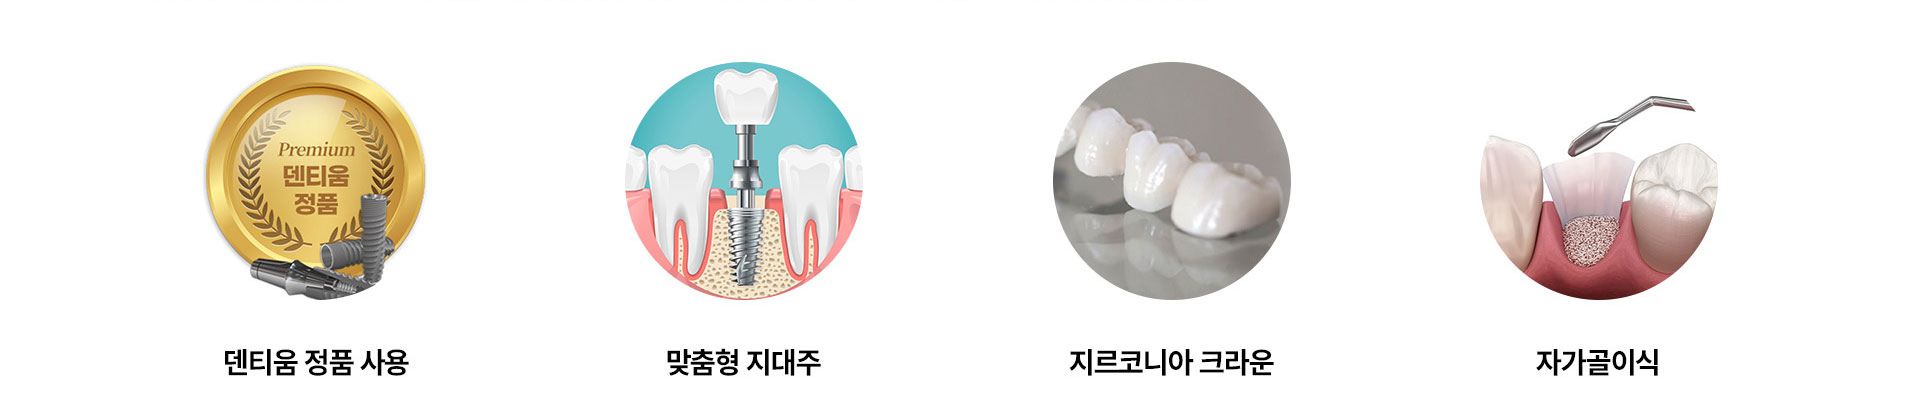 Premium
덴티움
정품
덴티움 정품 사용
맞춤형 지대주
지르코니아 크라운
자가골이식